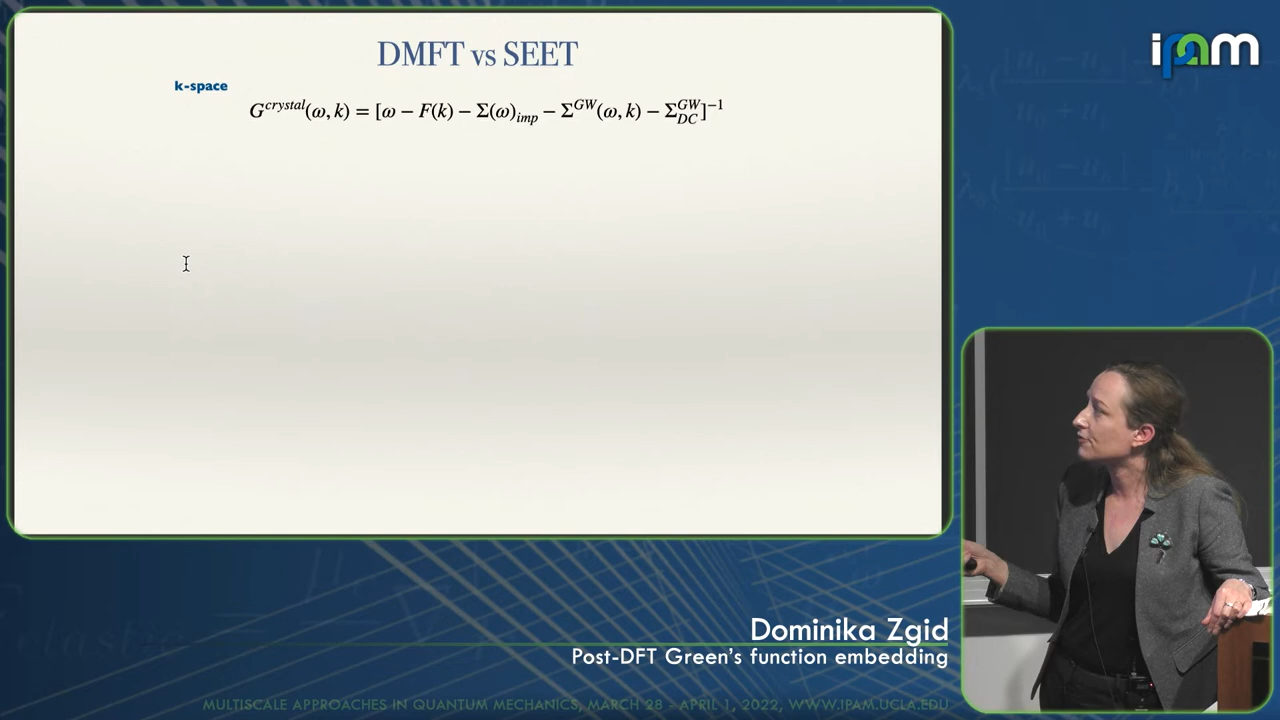 DMFT vs SEET
k-space
G^{crystal}(ω, k) = [ω − F(k) − Σ(ω)_{imp} − Σ^{GW}(ω, k) − Σ^{GW}_{DC}]^{−1}
ipam
Dominika Zgid
Post-DFT Green's function embedding
MULTISCALE APPROACHES IN QUANTUM MECHANICS, MARCH 28 - APRIL 1, 2022, WWW.IPAM.UCLA.EDU